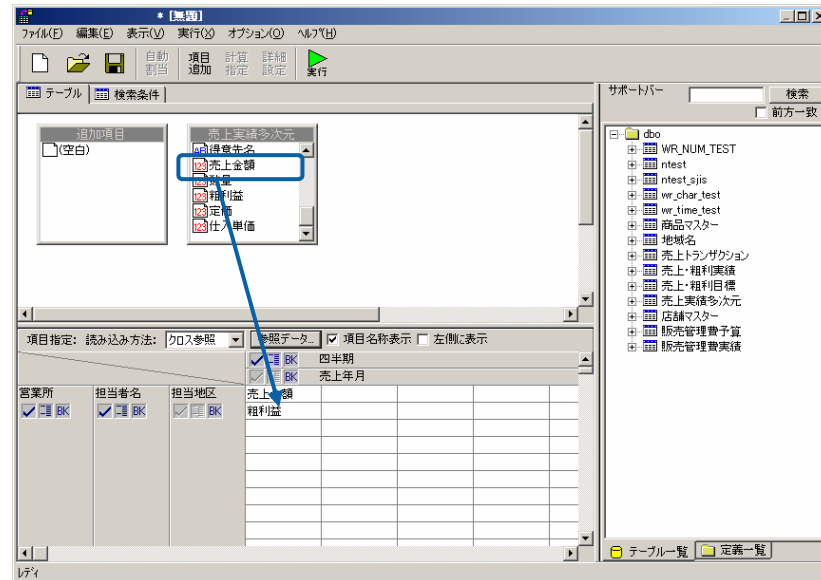 * [無題]
ファイル(F) 編集(E) 表示(V) 実行(X) オプション(O) ヘルプ(H)
自動割当 項目追加 計算指定 詳細設定 実行
テーブル 検索条件
サポートバー 検索
前方一致
追加項目
(空白)
売上実績多次元
得意先名
売上金額
数量
粗利益
定価
仕入単価
dbo
WR_NUM_TEST
ntest
ntest_sjis
wr_char_test
wr_time_test
商品マスター
地域名
売上トランザクション
売上・粗利実績
売上・粗利目標
売上実績多次元
店舗マスター
販売管理費予算
販売管理費実績
項目指定: 読み込み方法: クロス参照 参照データ... 項目名称表示 左側に表示
BK 四半期
BK 売上年月
営業所 担当者名 担当地区 売上金額
BK BK BK 粗利益
テーブル一覧 定義一覧
レディ